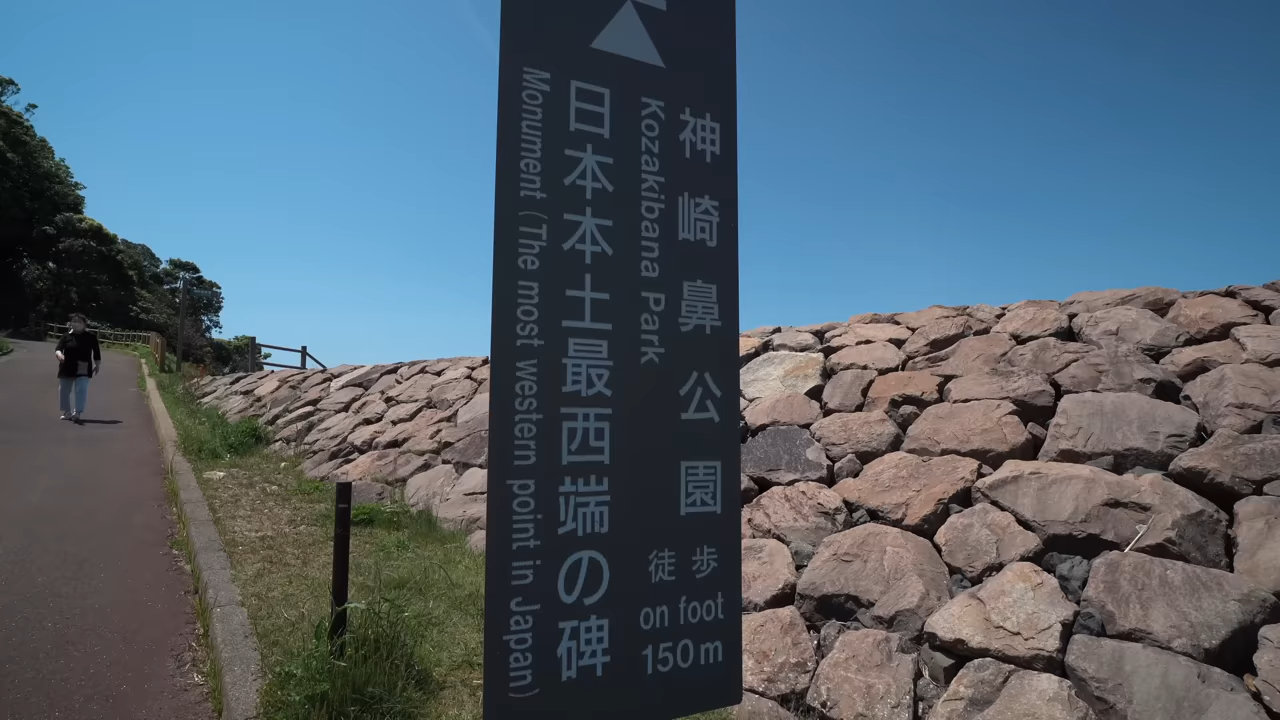 神崎鼻公園
Kozakibana Park
日本本土最西端の碑
Monument (The most western point in Japan)
徒歩
on foot
150m